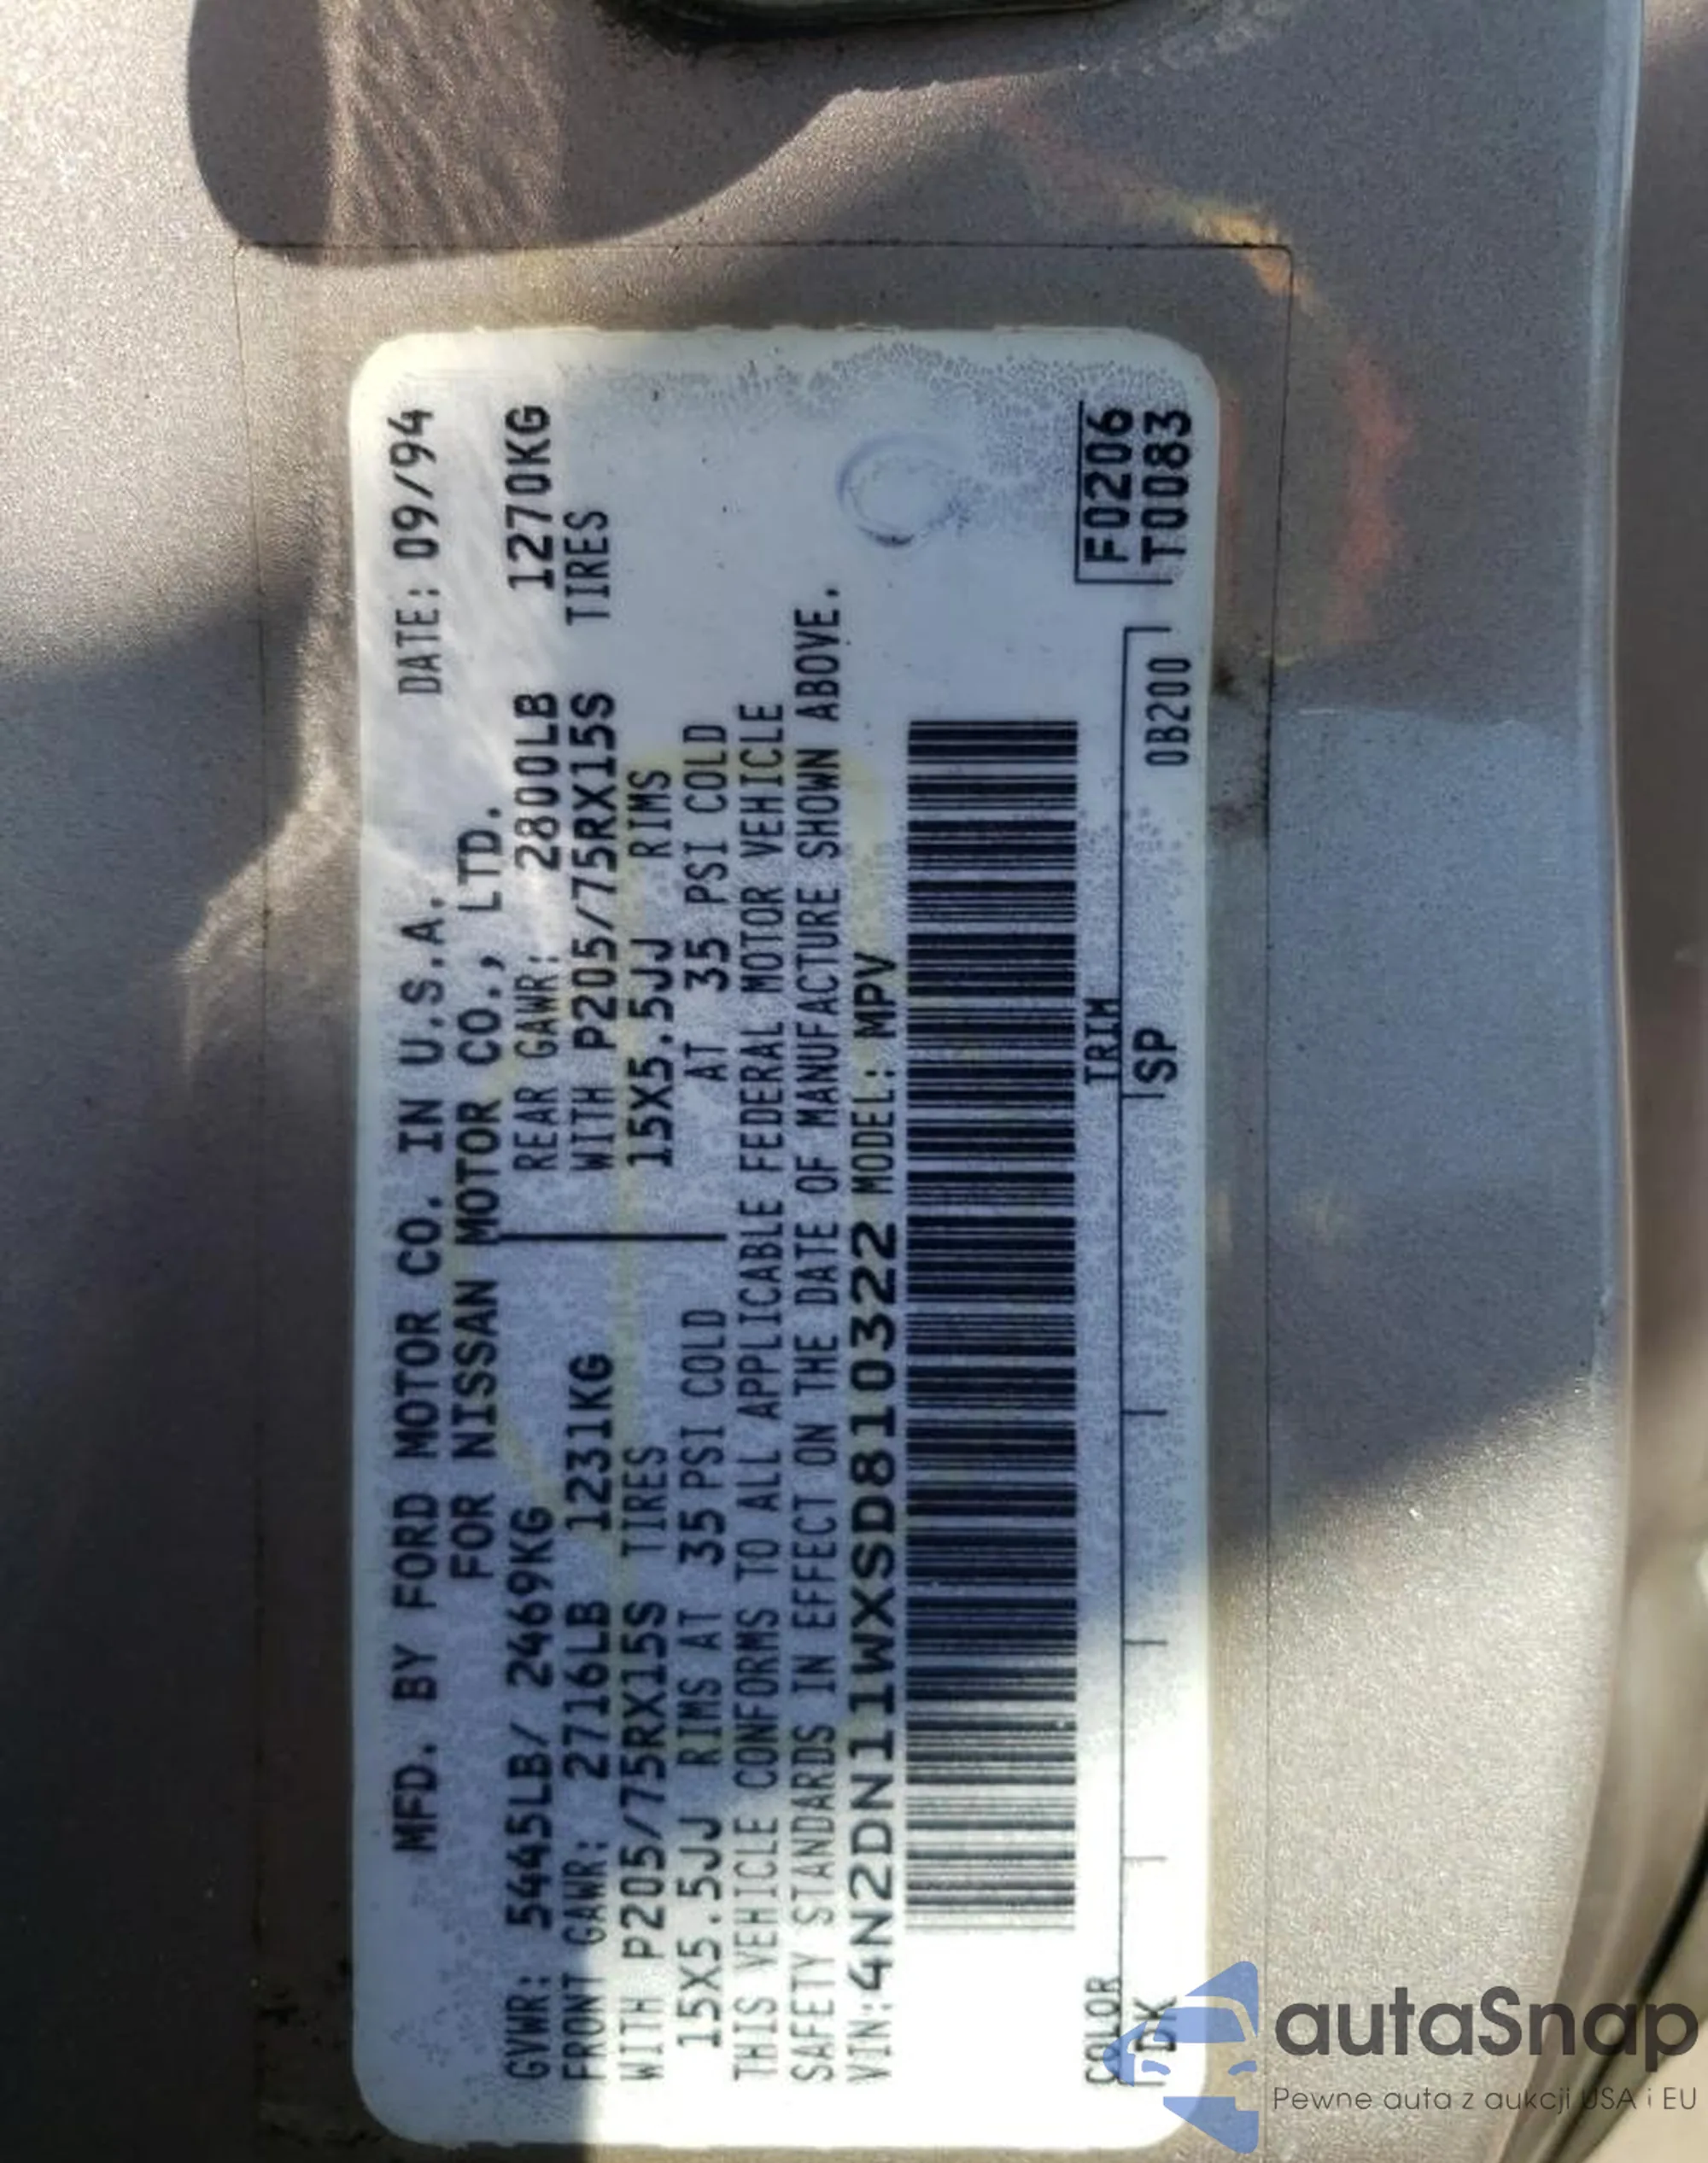 MFD. BY FORD MOTOR CO. IN U.S.A. DATE: 09/94
FOR NISSAN MOTOR CO., LTD.
GVWR: 5445LB/ 2469KG
FRONT GAWR: 2716LB 1231KG
WITH P205/75RX15S TIRES
15X5.5JJ RIMS AT 35 PSI COLD
REAR GAWR: 2800LB 1270KG
WITH P205/75RX15S TIRES
15X5.5JJ RIMS
AT 35 PSI COLD
THIS VEHICLE CONFORMS TO ALL APPLICABLE FEDERAL MOTOR VEHICLE
SAFETY STANDARDS IN EFFECT ON THE DATE OF MANUFACTURE SHOWN ABOVE.
VIN:4N2DN11WXSD810322 MODEL: MPV
COLOR TRIM F0206
DK SP 0B200 T0083
autaSnap
Pewne auta z aukcji USA i EU